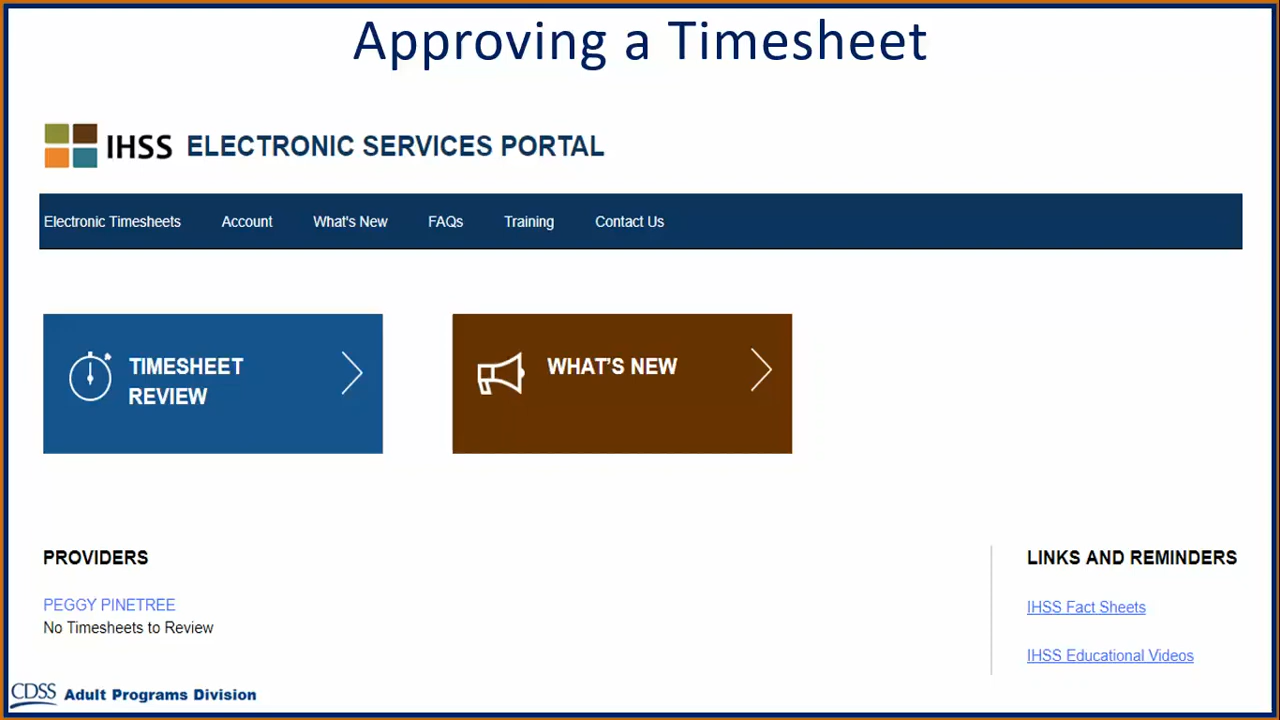 Approving a Timesheet
IHSS ELECTRONIC SERVICES PORTAL
Electronic Timesheets Account What's New FAQs Training Contact Us
TIMESHEET
REVIEW
WHAT'S NEW
PROVIDERS
PEGGY PINETREE
No Timesheets to Review
LINKS AND REMINDERS
IHSS Fact Sheets
IHSS Educational Videos
CDSS Adult Programs Division